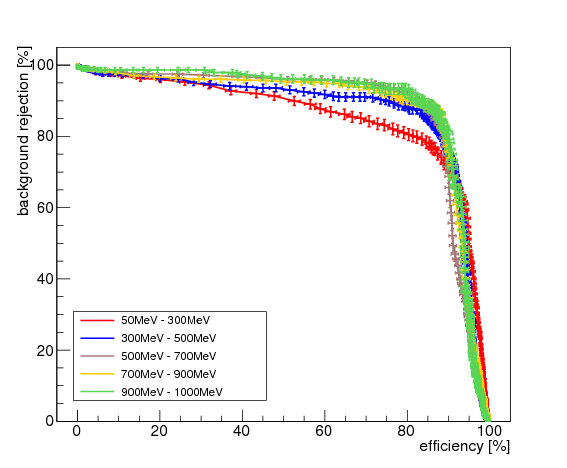 background rejection [%]
100
80
60
40
20
0
50MeV - 300MeV
300MeV - 500MeV
500MeV - 700MeV
700MeV - 900MeV
900MeV - 1000MeV
0 20 40 60 80 100
efficiency [%]